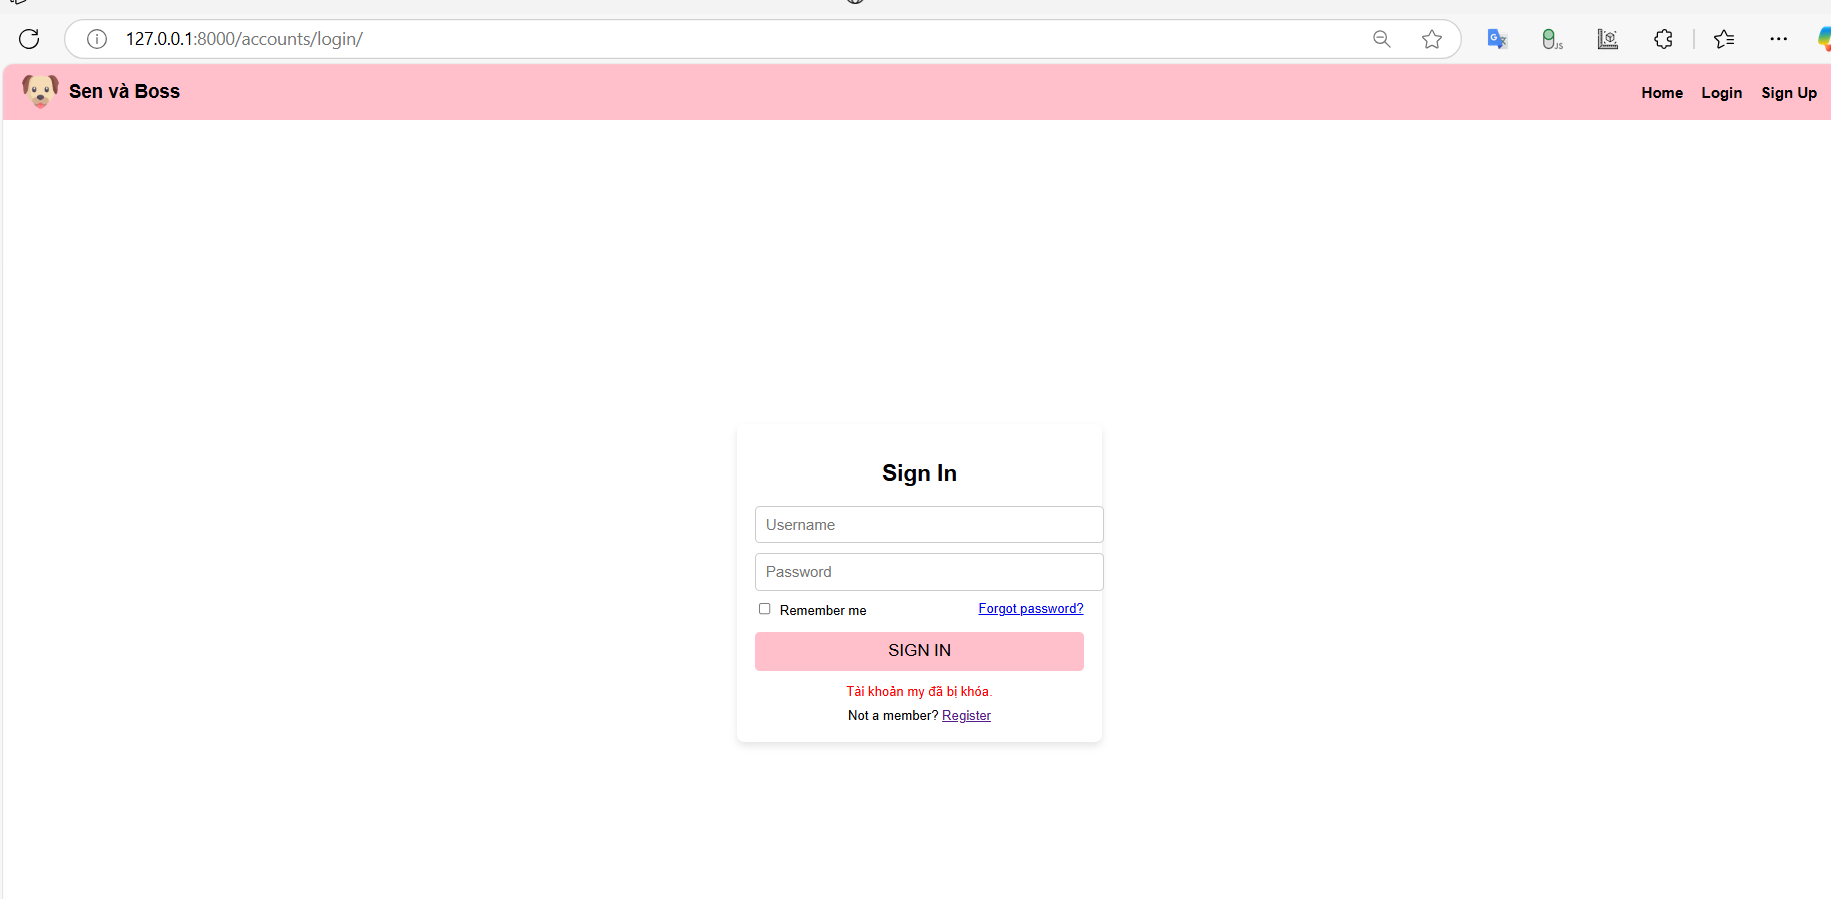 127.0.0.1:8000/accounts/login/
Sen và Boss
Home Login Sign Up
Sign In
Username
Password
Remember me Forgot password?
SIGN IN
Tài khoản my đã bị khóa.
Not a member? Register